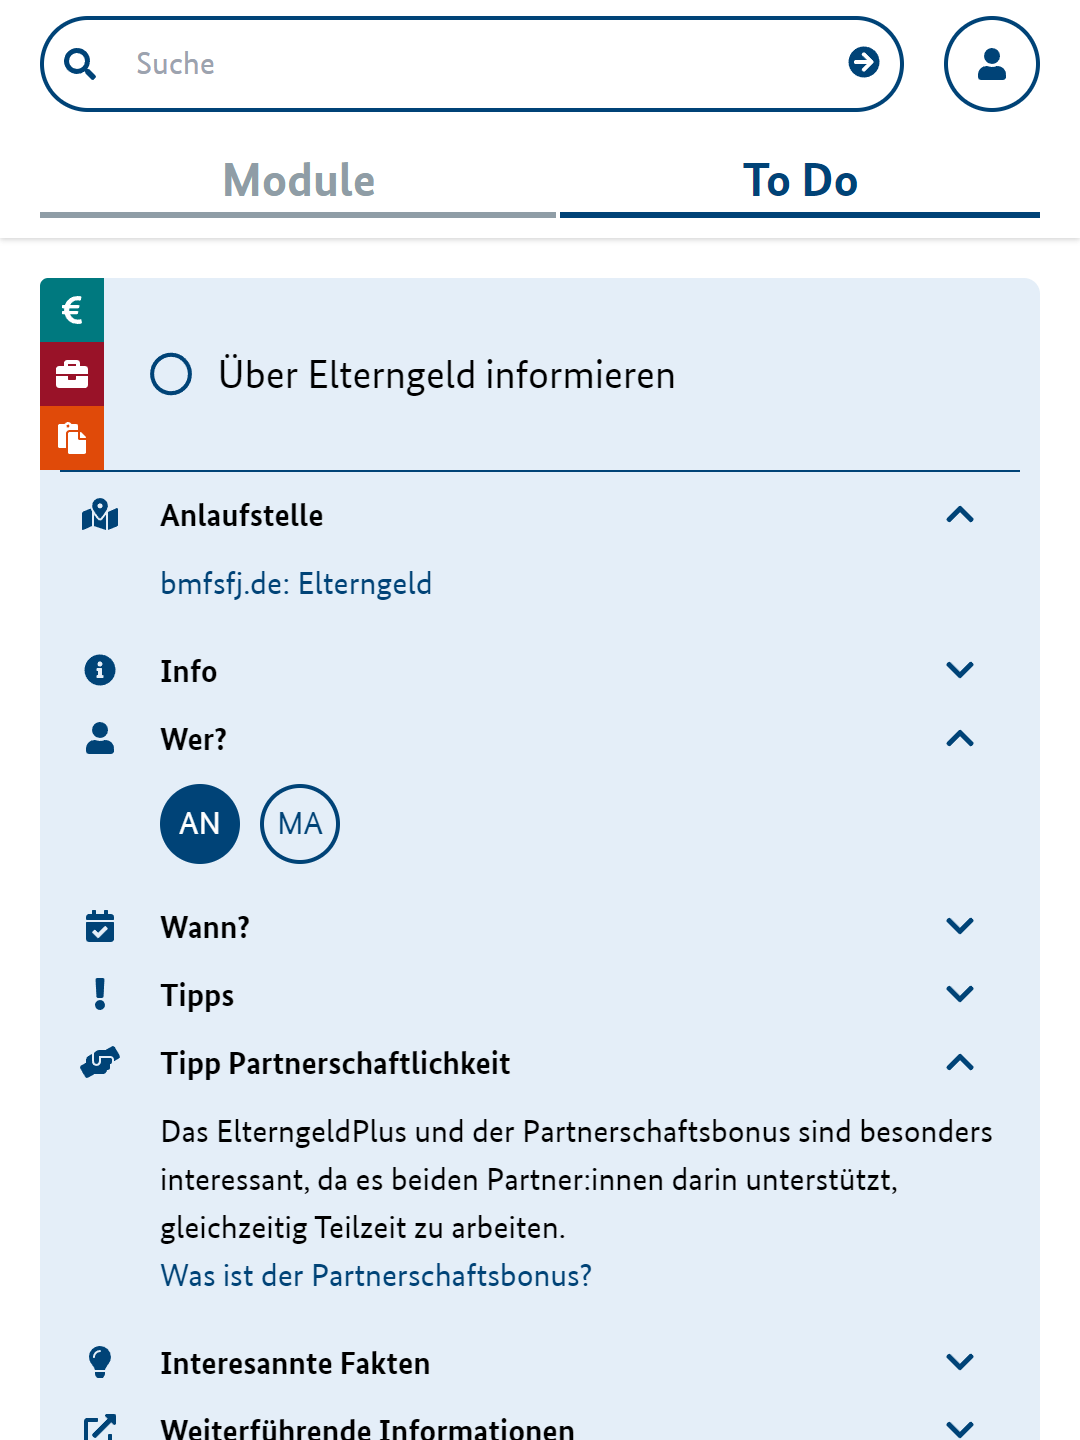 Suche
Module
To Do
€
Über Elterngeld informieren
Anlaufstelle
bmfsfj.de: Elterngeld
Info
Wer?
AN
MA
Wann?
Tipps
Tipp Partnerschaftlichkeit
Das ElterngeldPlus und der Partnerschaftsbonus sind besonders
interessant, da es beiden Partner:innen darin unterstützt,
gleichzeitig Teilzeit zu arbeiten.
Was ist der Partnerschaftsbonus?
Interesannte Fakten
Weiterführende Informationen